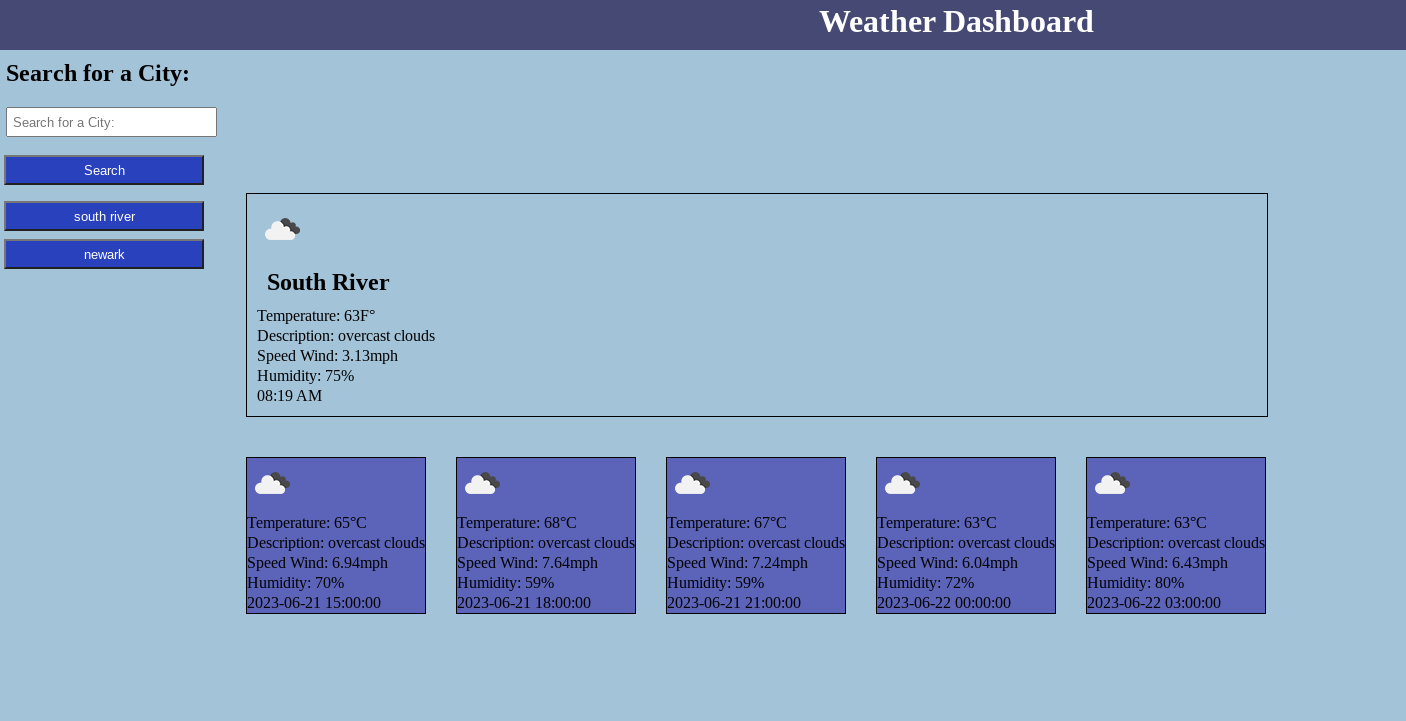 Weather Dashboard
Search for a City:
Search for a City:
Search
south river
newark
South River
Temperature: 63F°
Description: overcast clouds
Speed Wind: 3.13mph
Humidity: 75%
08:19 AM
Temperature: 65°C
Description: overcast clouds
Speed Wind: 6.94mph
Humidity: 70%
2023-06-21 15:00:00
Temperature: 68°C
Description: overcast clouds
Speed Wind: 7.64mph
Humidity: 59%
2023-06-21 18:00:00
Temperature: 67°C
Description: overcast clouds
Speed Wind: 7.24mph
Humidity: 59%
2023-06-21 21:00:00
Temperature: 63°C
Description: overcast clouds
Speed Wind: 6.04mph
Humidity: 72%
2023-06-22 00:00:00
Temperature: 63°C
Description: overcast clouds
Speed Wind: 6.43mph
Humidity: 80%
2023-06-22 03:00:00